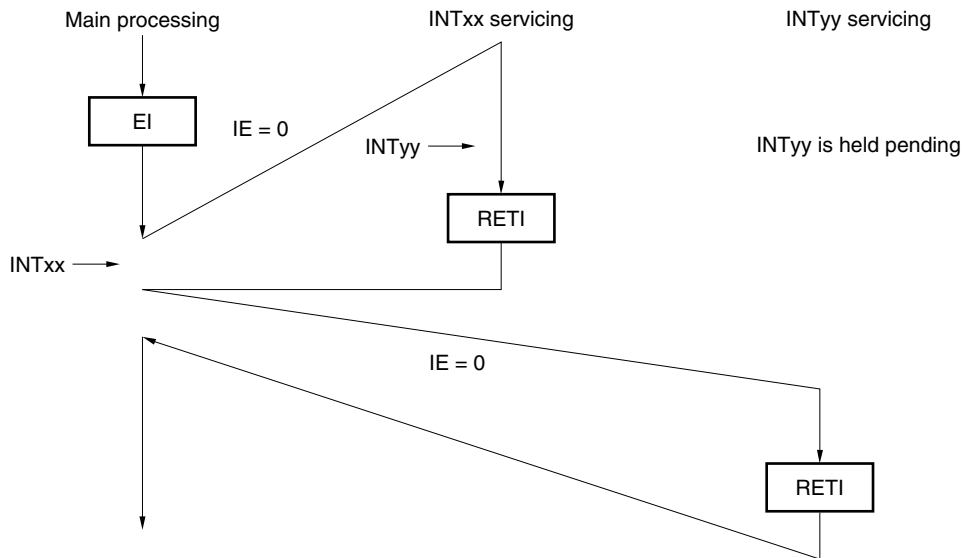 Main processing
INTxx servicing
INTyy servicing
EI
IE = 0
INTyy
INTyy is held pending
RETI
INTxx
IE = 0
RETI